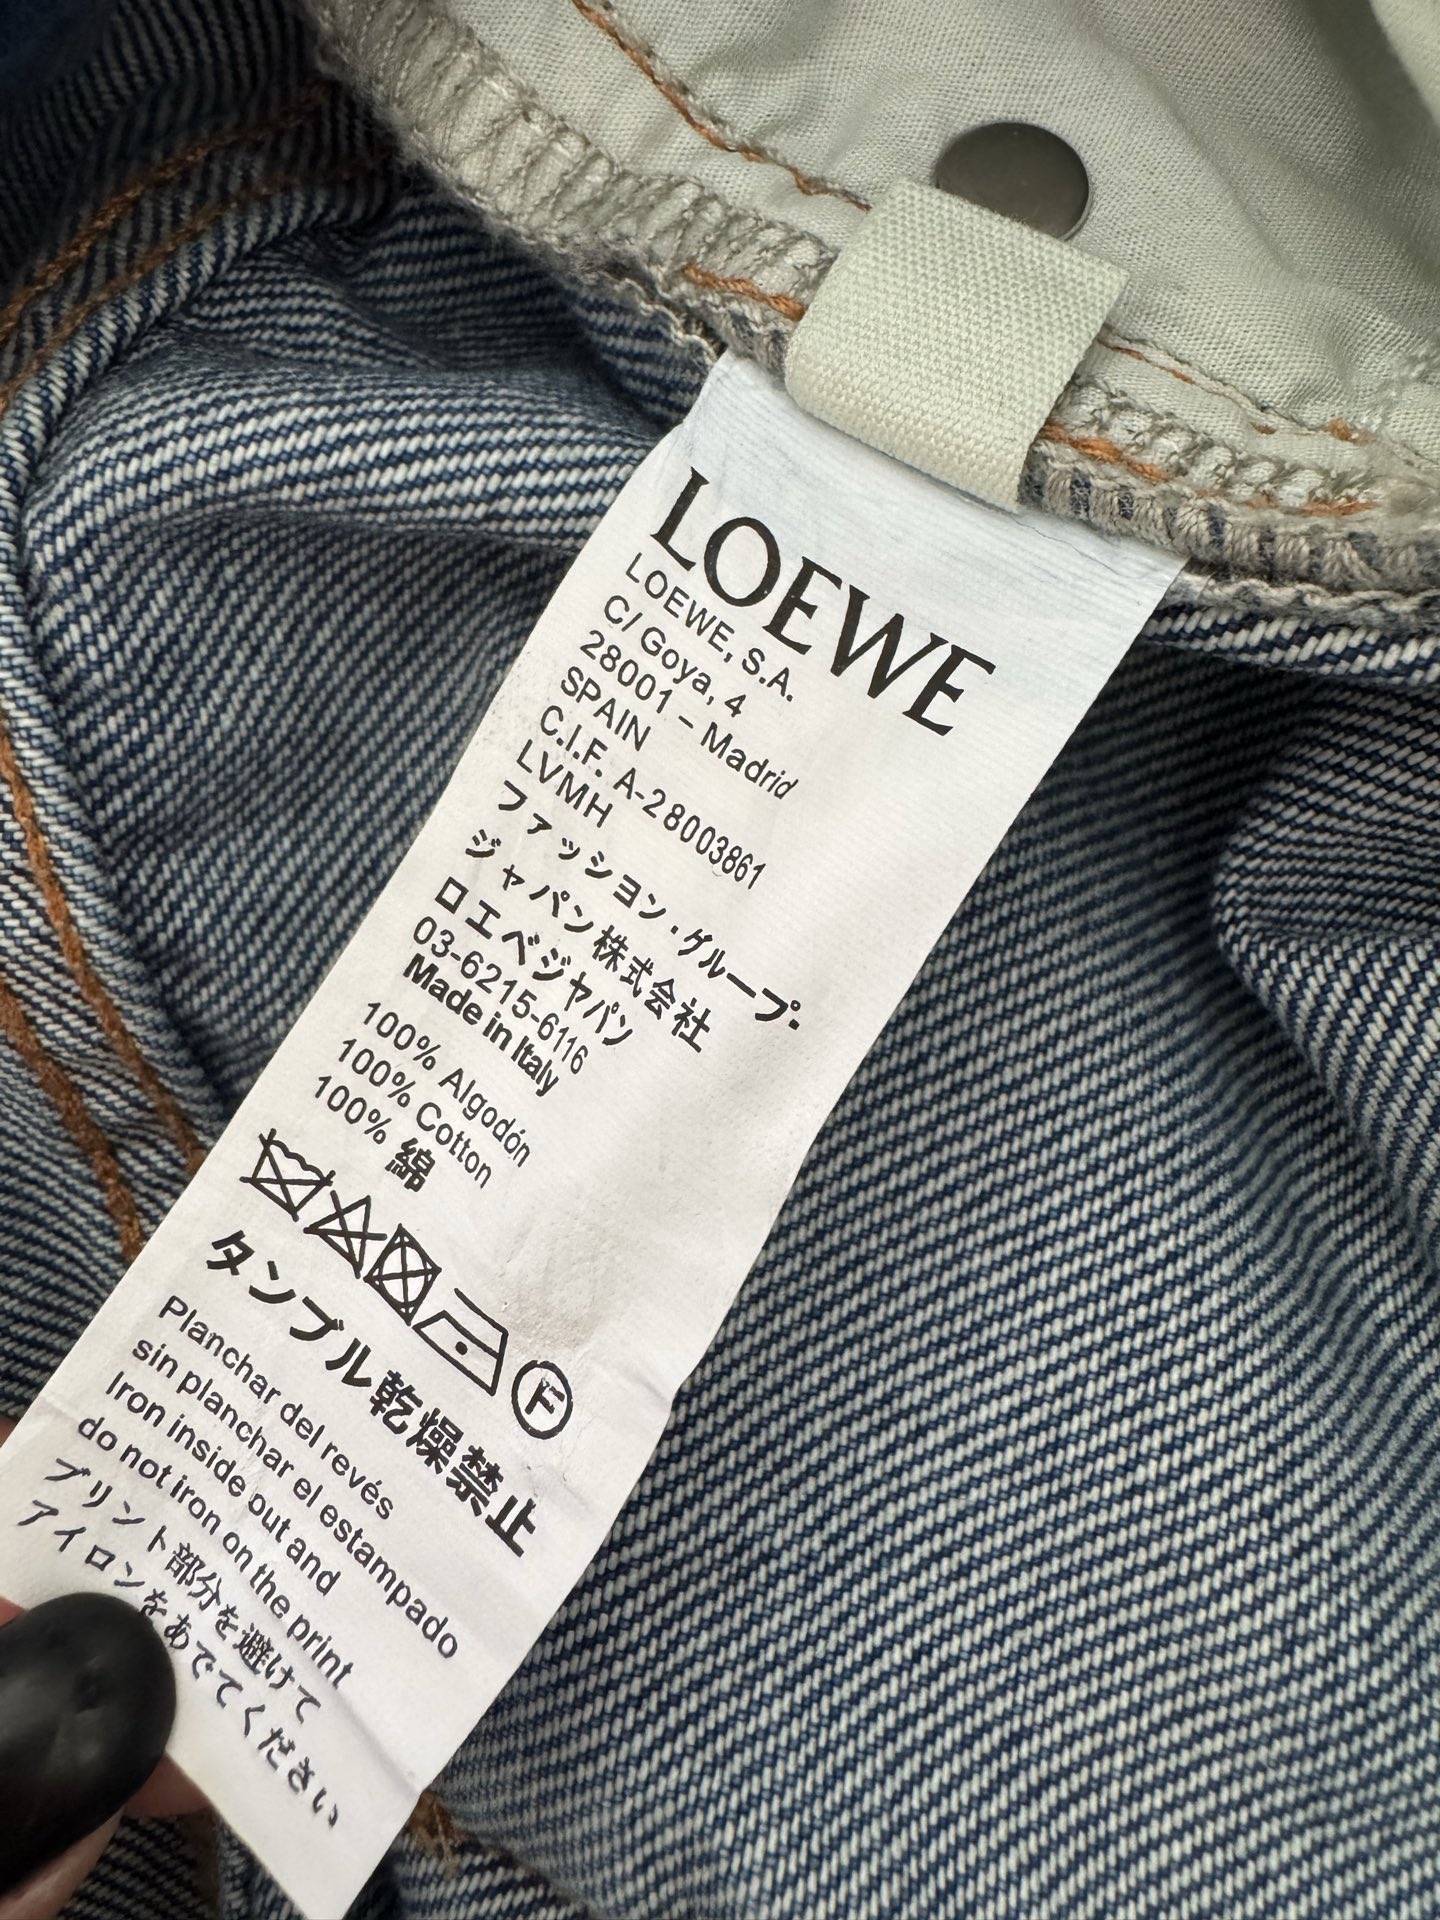 LOEWE
LOEWE, S.A.
C/ Goya, 4
28001 – Madrid
SPAIN
C.I.F. A-28003861
LVMH
ファッション・グループ・
ジャパン株式会社
ロエベジャパン
03-6215-6116
Made in Italy
100% Algodón
100% Cotton
100% 綿
F
タンブル乾燥禁止
Planchar del revés
sin planchar el estampado
Iron inside out and
do not iron on the print
プリント部分を避けて
アイロンをあててください